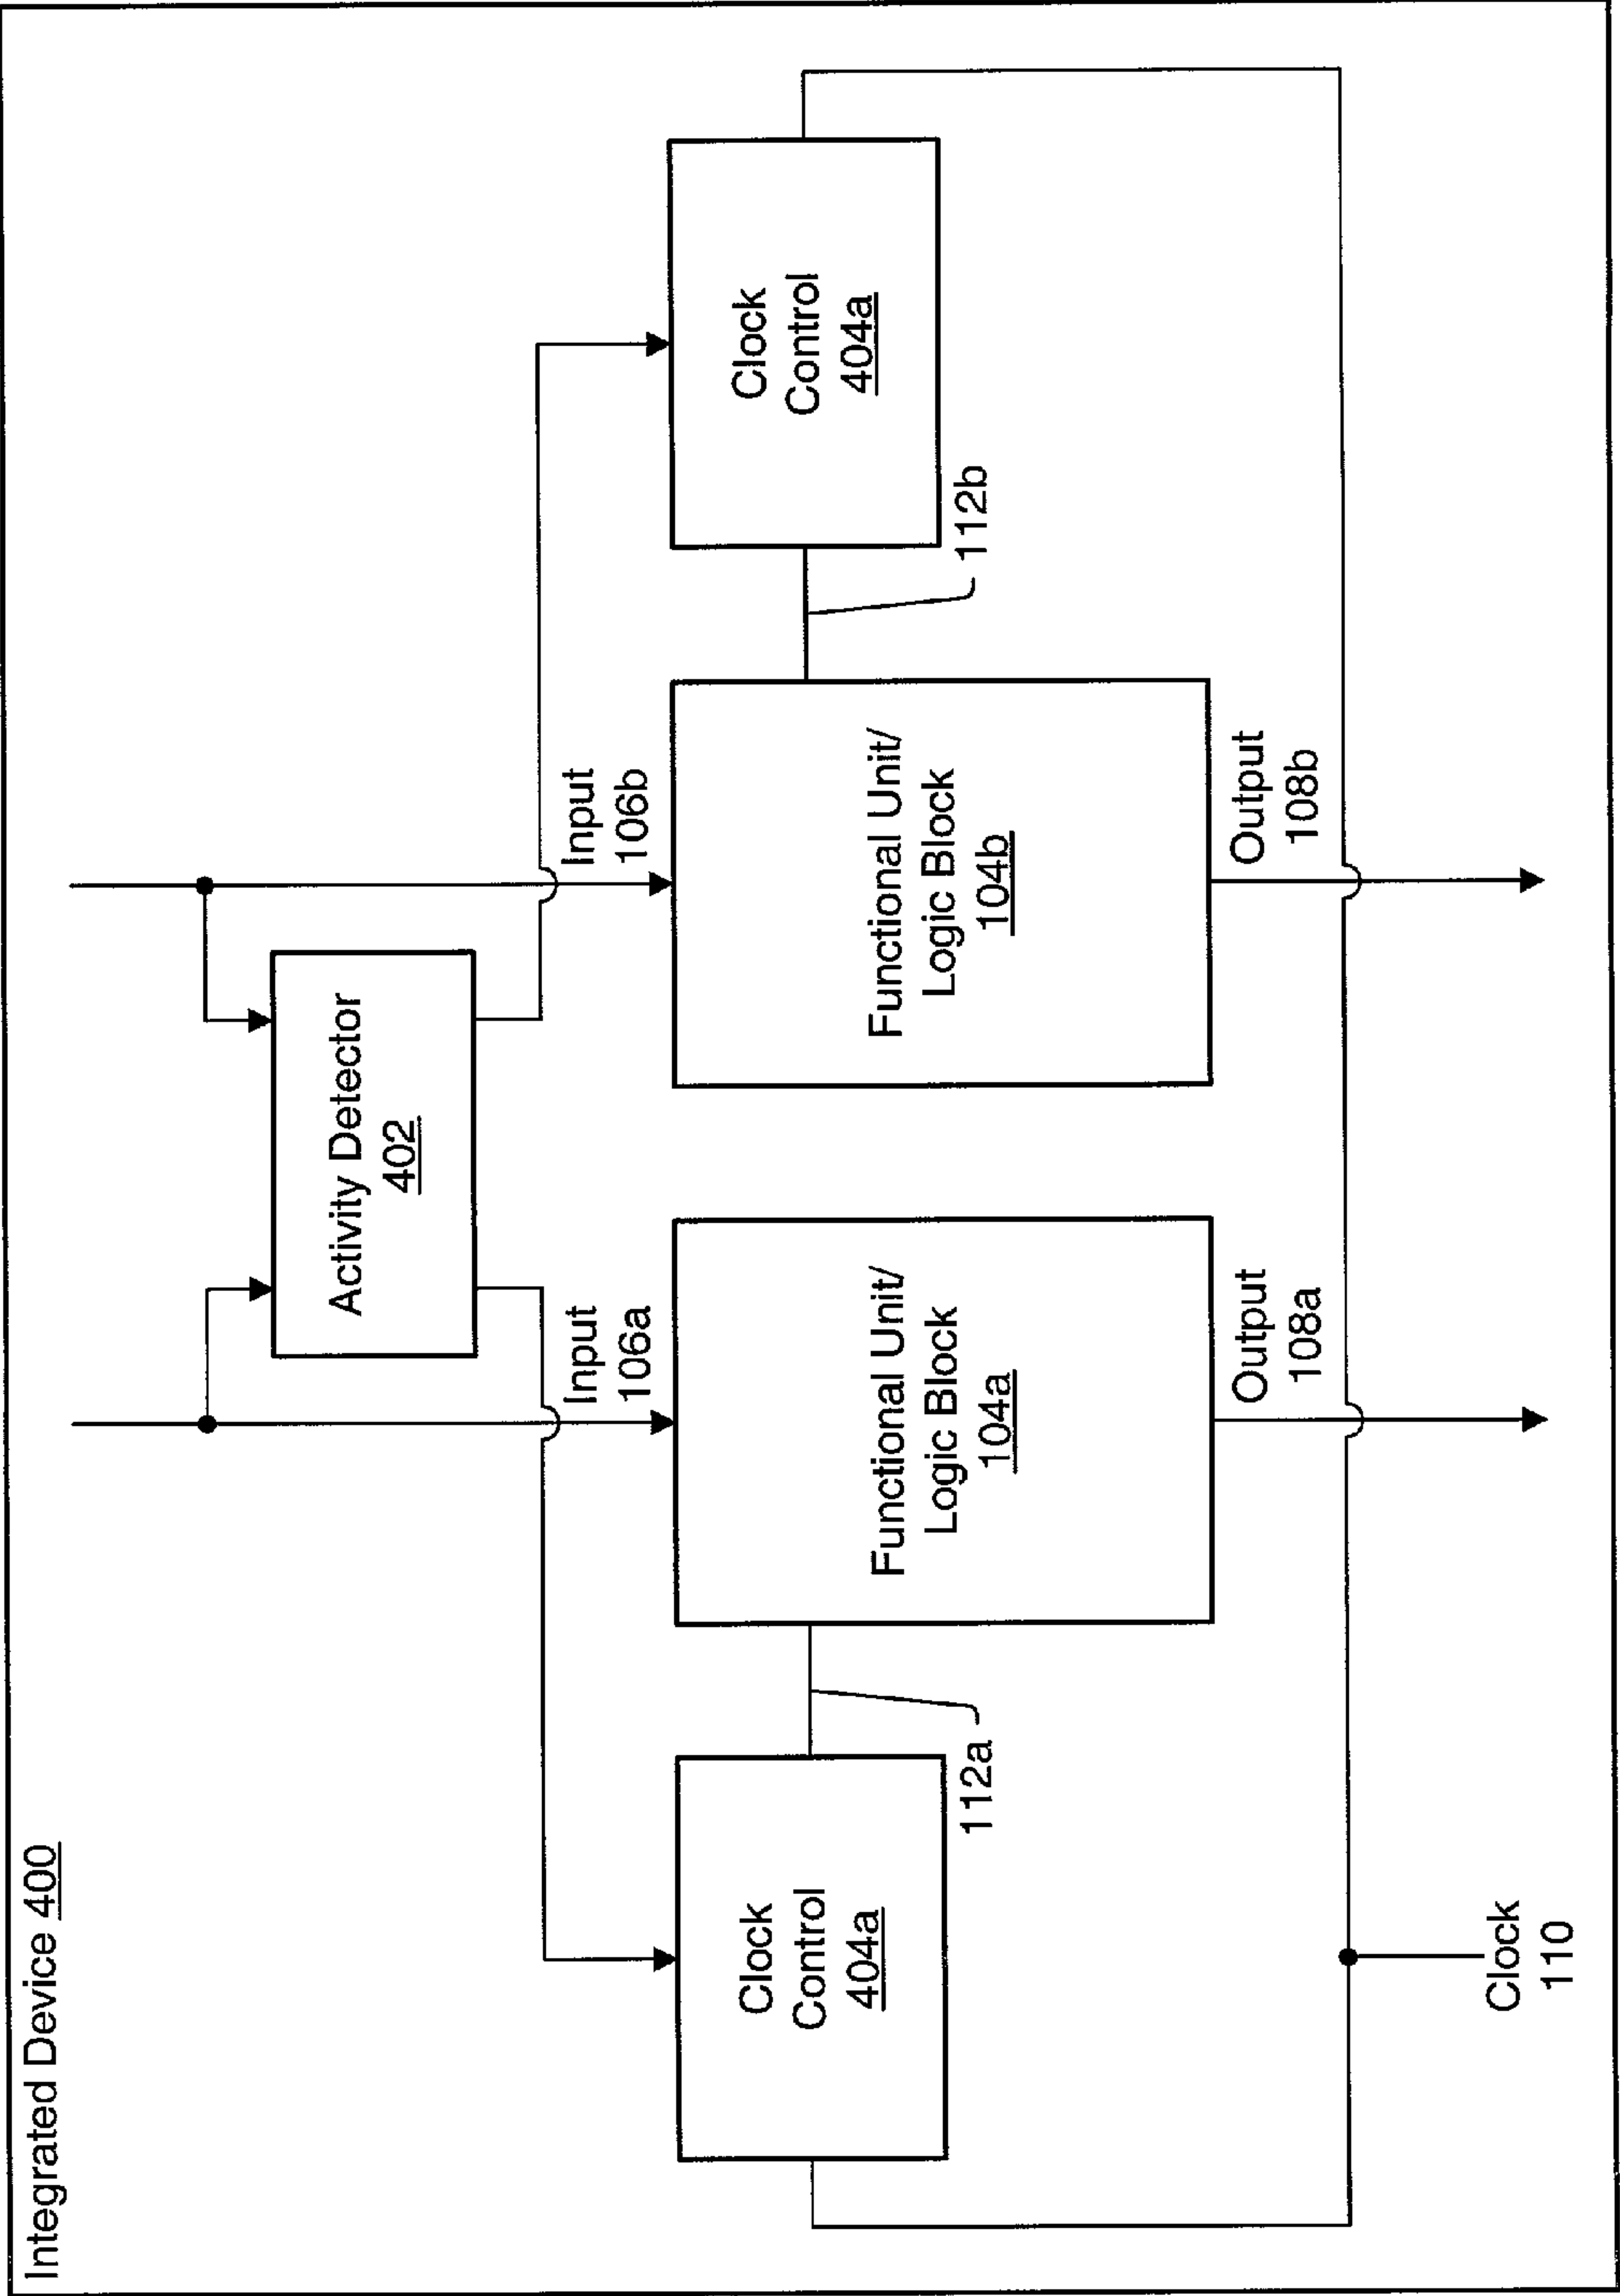 Integrated Device 400
Activity Detector
402
Input
106a
Input
106b
Clock
Control
404a
112a
Functional Unit/
Logic Block
104a
Functional Unit/
Logic Block
104b
112b
Clock
Control
404a
Output
108a
Output
108b
Clock
110